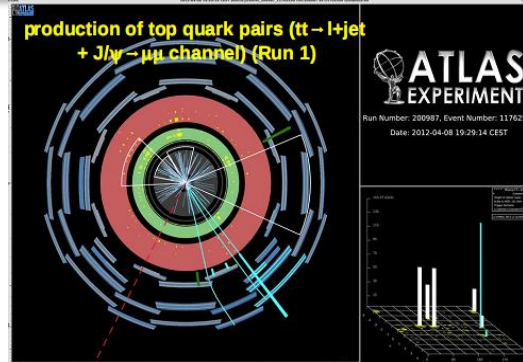 production of top quark pairs (tt→l+jet
+ J/ψ→μμ channel) (Run 1)
ATLAS
EXPERIMENT
Run Number: 200987, Event Number: 11762
Date: 2012-04-08 19:29:14 CEST